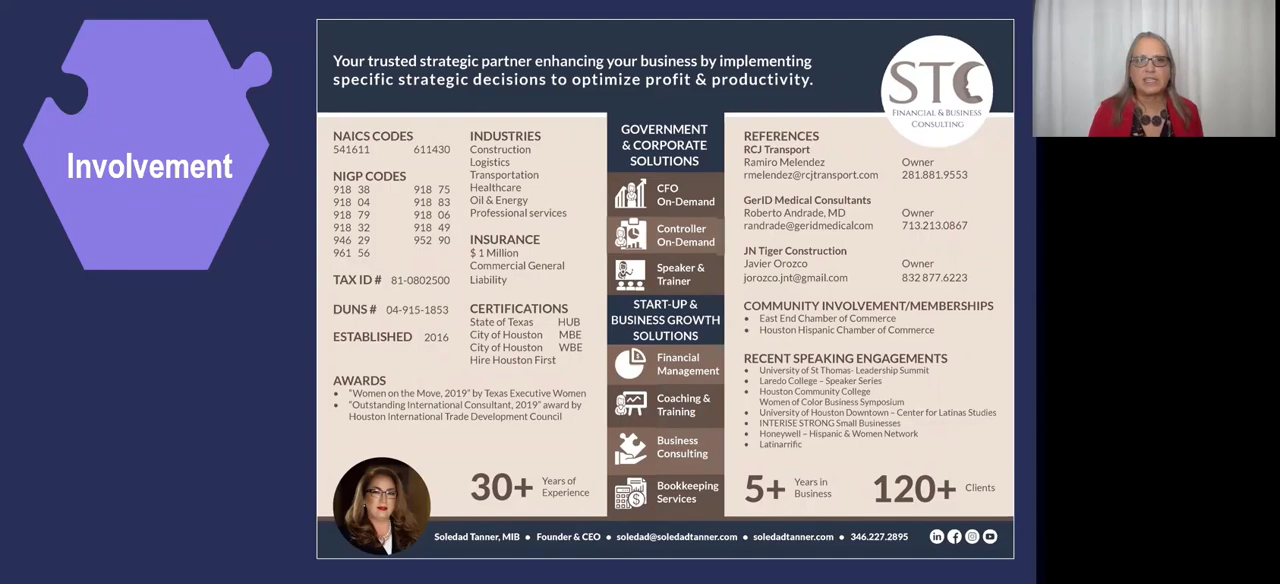 Involvement
Your trusted strategic partner enhancing your business by implementing
specific strategic decisions to optimize profit & productivity.
STC
FINANCIAL & BUSINESS
CONSULTING
NAICS CODES
541611 611430
NIGP CODES
918 38 918 75
918 04 918 83
918 79 918 06
918 32 918 49
946 29 952 90
961 56
TAX ID # 81-0802500
DUNS # 04-915-1853
ESTABLISHED 2016
INDUSTRIES
Construction
Logistics
Transportation
Healthcare
Oil & Energy
Professional services
INSURANCE
$ 1 Million
Commercial General
Liability
CERTIFICATIONS
State of Texas HUB
City of Houston MBE
City of Houston WBE
Hire Houston First
AWARDS
• "Women on the Move, 2019" by Texas Executive Women
• "Outstanding International Consultant, 2019" award by
Houston International Trade Development Council
30+ Years of
Experience
GOVERNMENT
& CORPORATE
SOLUTIONS
CFO
On-Demand
Controller
On-Demand
Speaker &
Trainer
START-UP &
BUSINESS GROWTH
SOLUTIONS
Financial
Management
Coaching &
Training
Business
Consulting
Bookkeeping
Services
REFERENCES
RCJ Transport
Ramiro Melendez Owner
rmelendez@rcjtransport.com 281.881.9553
GerID Medical Consultants
Roberto Andrade, MD Owner
randrade@geridmedicalcom 713.213.0867
JN Tiger Construction
Javier Orozco Owner
jorozco.jnt@gmail.com 832 877.6223
COMMUNITY INVOLVEMENT/MEMBERSHIPS
• East End Chamber of Commerce
• Houston Hispanic Chamber of Commerce
RECENT SPEAKING ENGAGEMENTS
• University of St Thomas- Leadership Summit
• Laredo College – Speaker Series
• Houston Community College
Women of Color Business Symposium
• University of Houston Downtown – Center for Latinas Studies
• INTERISE STRONG Small Businesses
• Honeywell – Hispanic & Women Network
• Latinarrific
5+ Years in
Business
120+ Clients
Soledad Tanner, MIB • Founder & CEO • soledad@soledadtanner.com • soledadtanner.com • 346.227.2895